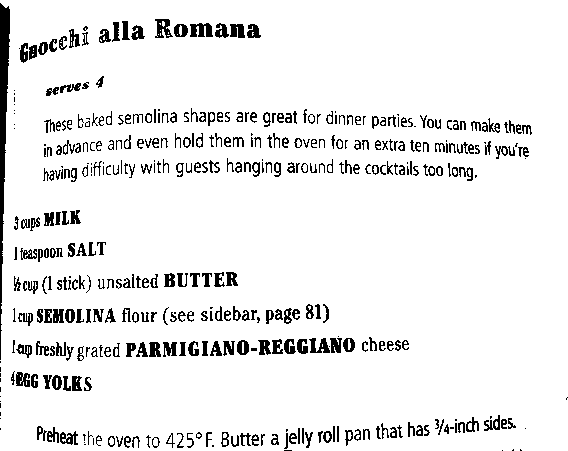 Gnocchi alla Romana
serves 4
These baked semolina shapes are great for dinner parties. You can make them
in advance and even hold them in the oven for an extra ten minutes if you're
having difficulty with guests hanging around the cocktails too long.
3 cups MILK
1 teaspoon SALT
½ cup (1 stick) unsalted BUTTER
1 cup SEMOLINA flour (see sidebar, page 81)
1 cup freshly grated PARMIGIANO-REGGIANO cheese
4 EGG YOLKS
Preheat the oven to 425°F. Butter a jelly roll pan that has ¾-inch sides.